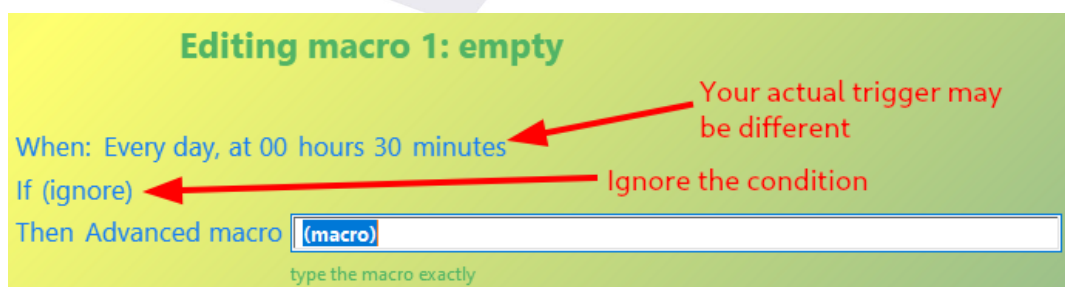 Editing macro 1: empty
Your actual trigger may
be different
When: Every day, at 00 hours 30 minutes
If (ignore)
Ignore the condition
Then Advanced macro (macro)
type the macro exactly